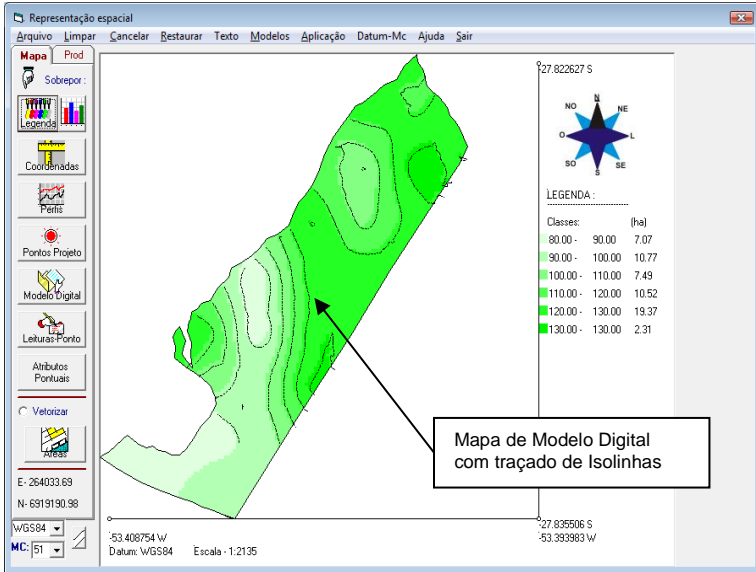 Representação espacial
Arquivo Limpar Cancelar Restaurar Texto Modelos Aplicação Datum-Mc Ajuda Sair
Mapa Prod
Sobrepor :
Legenda
Coordenadas
Perfis
Pontos Projeto
Modelo Digital
Leituras-Ponto
Atributos
Pontuais
Vetorizar
Áreas
E- 264033.69
N- 6919190.98
WGS84
MC: 51
-27.822627 S
N
NO NE
O L
SO SE
S
LEGENDA :
Classes: (ha)
80.00 - 90.00 7.07
90.00 - 100.00 10.77
100.00 - 110.00 7.49
110.00 - 120.00 10.52
120.00 - 130.00 19.37
130.00 - 130.00 2.31
Mapa de Modelo Digital
com traçado de Isolinhas
-27.835506 S
-53.408754 W -53.393983 W
Datum: WGS84 Escala - 1:2135